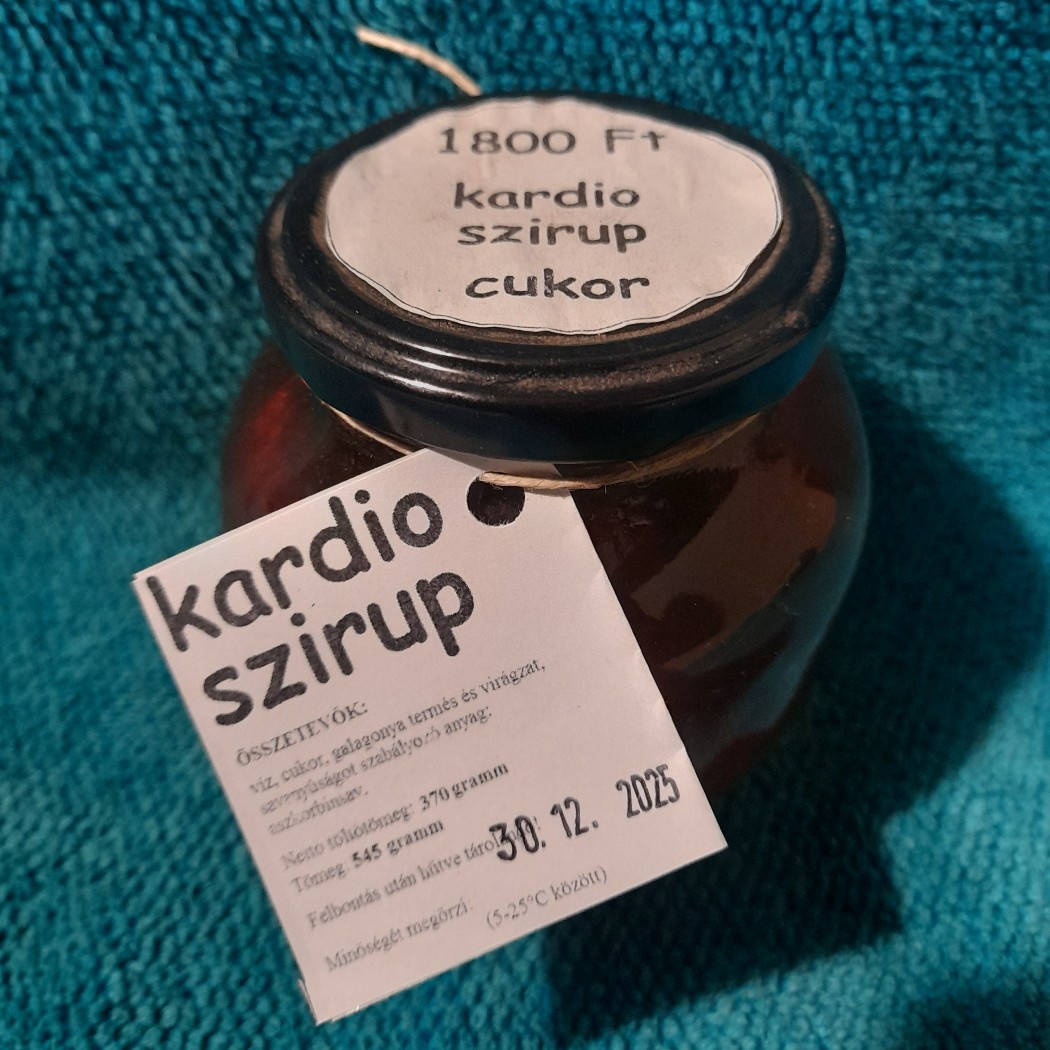 1800 Ft
kardio
szirup
cukor
kardio
szirup
ÖSSZETEVŐK:
víz, cukor, galagonya termés és virágzat,
savanyúságot szabályozó anyag:
aszkorbinsav.
Nettó töltőtömeg: 370 gramm
Tömeg: 545 gramm
Felbontás után hűtve
30. 12. 2025
Minőségét megőrzi:
(5-25°C között)